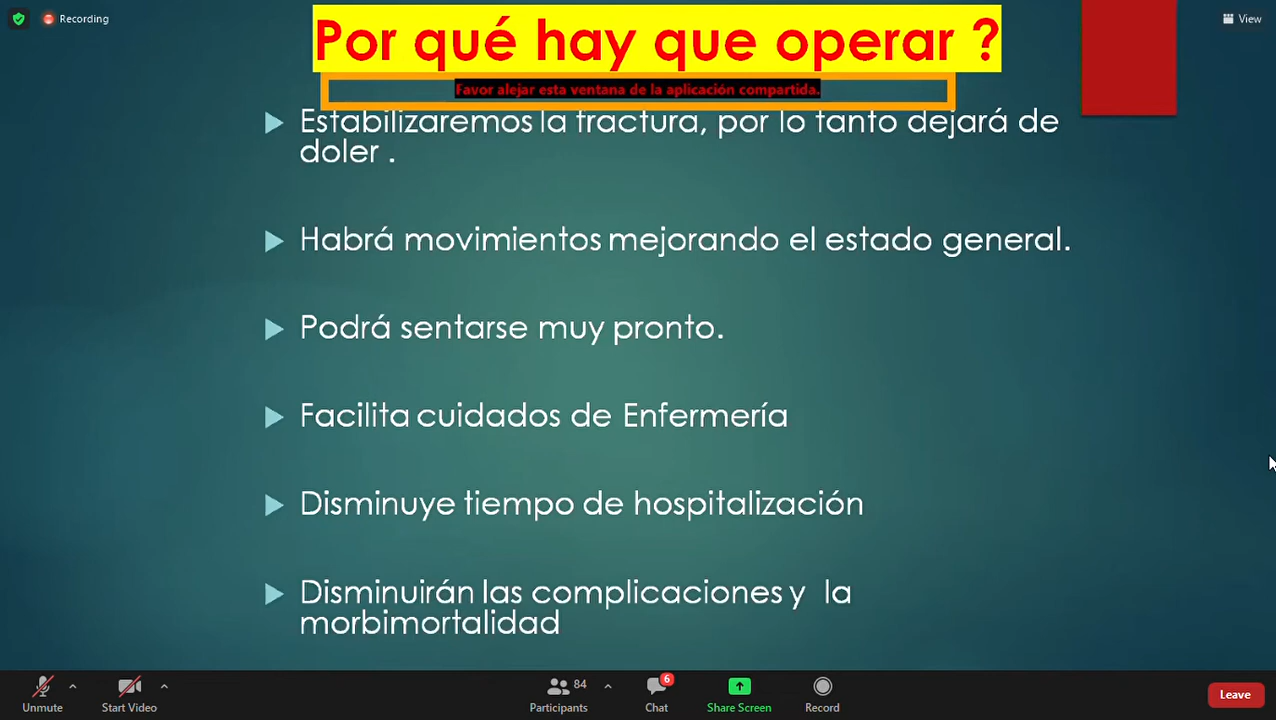 Recording
View
Por qué hay que operar ?
Favor alejar esta ventana de la aplicación compartida.
Estabilizaremos la fractura, por lo tanto dejará de
doler .
Habrá movimientos mejorando el estado general.
Podrá sentarse muy pronto.
Facilita cuidados de Enfermería
Disminuye tiempo de hospitalización
Disminuirán las complicaciones y la
morbimortalidad
84
6
Unmute
Start Video
Participants
Chat
Share Screen
Record
Leave